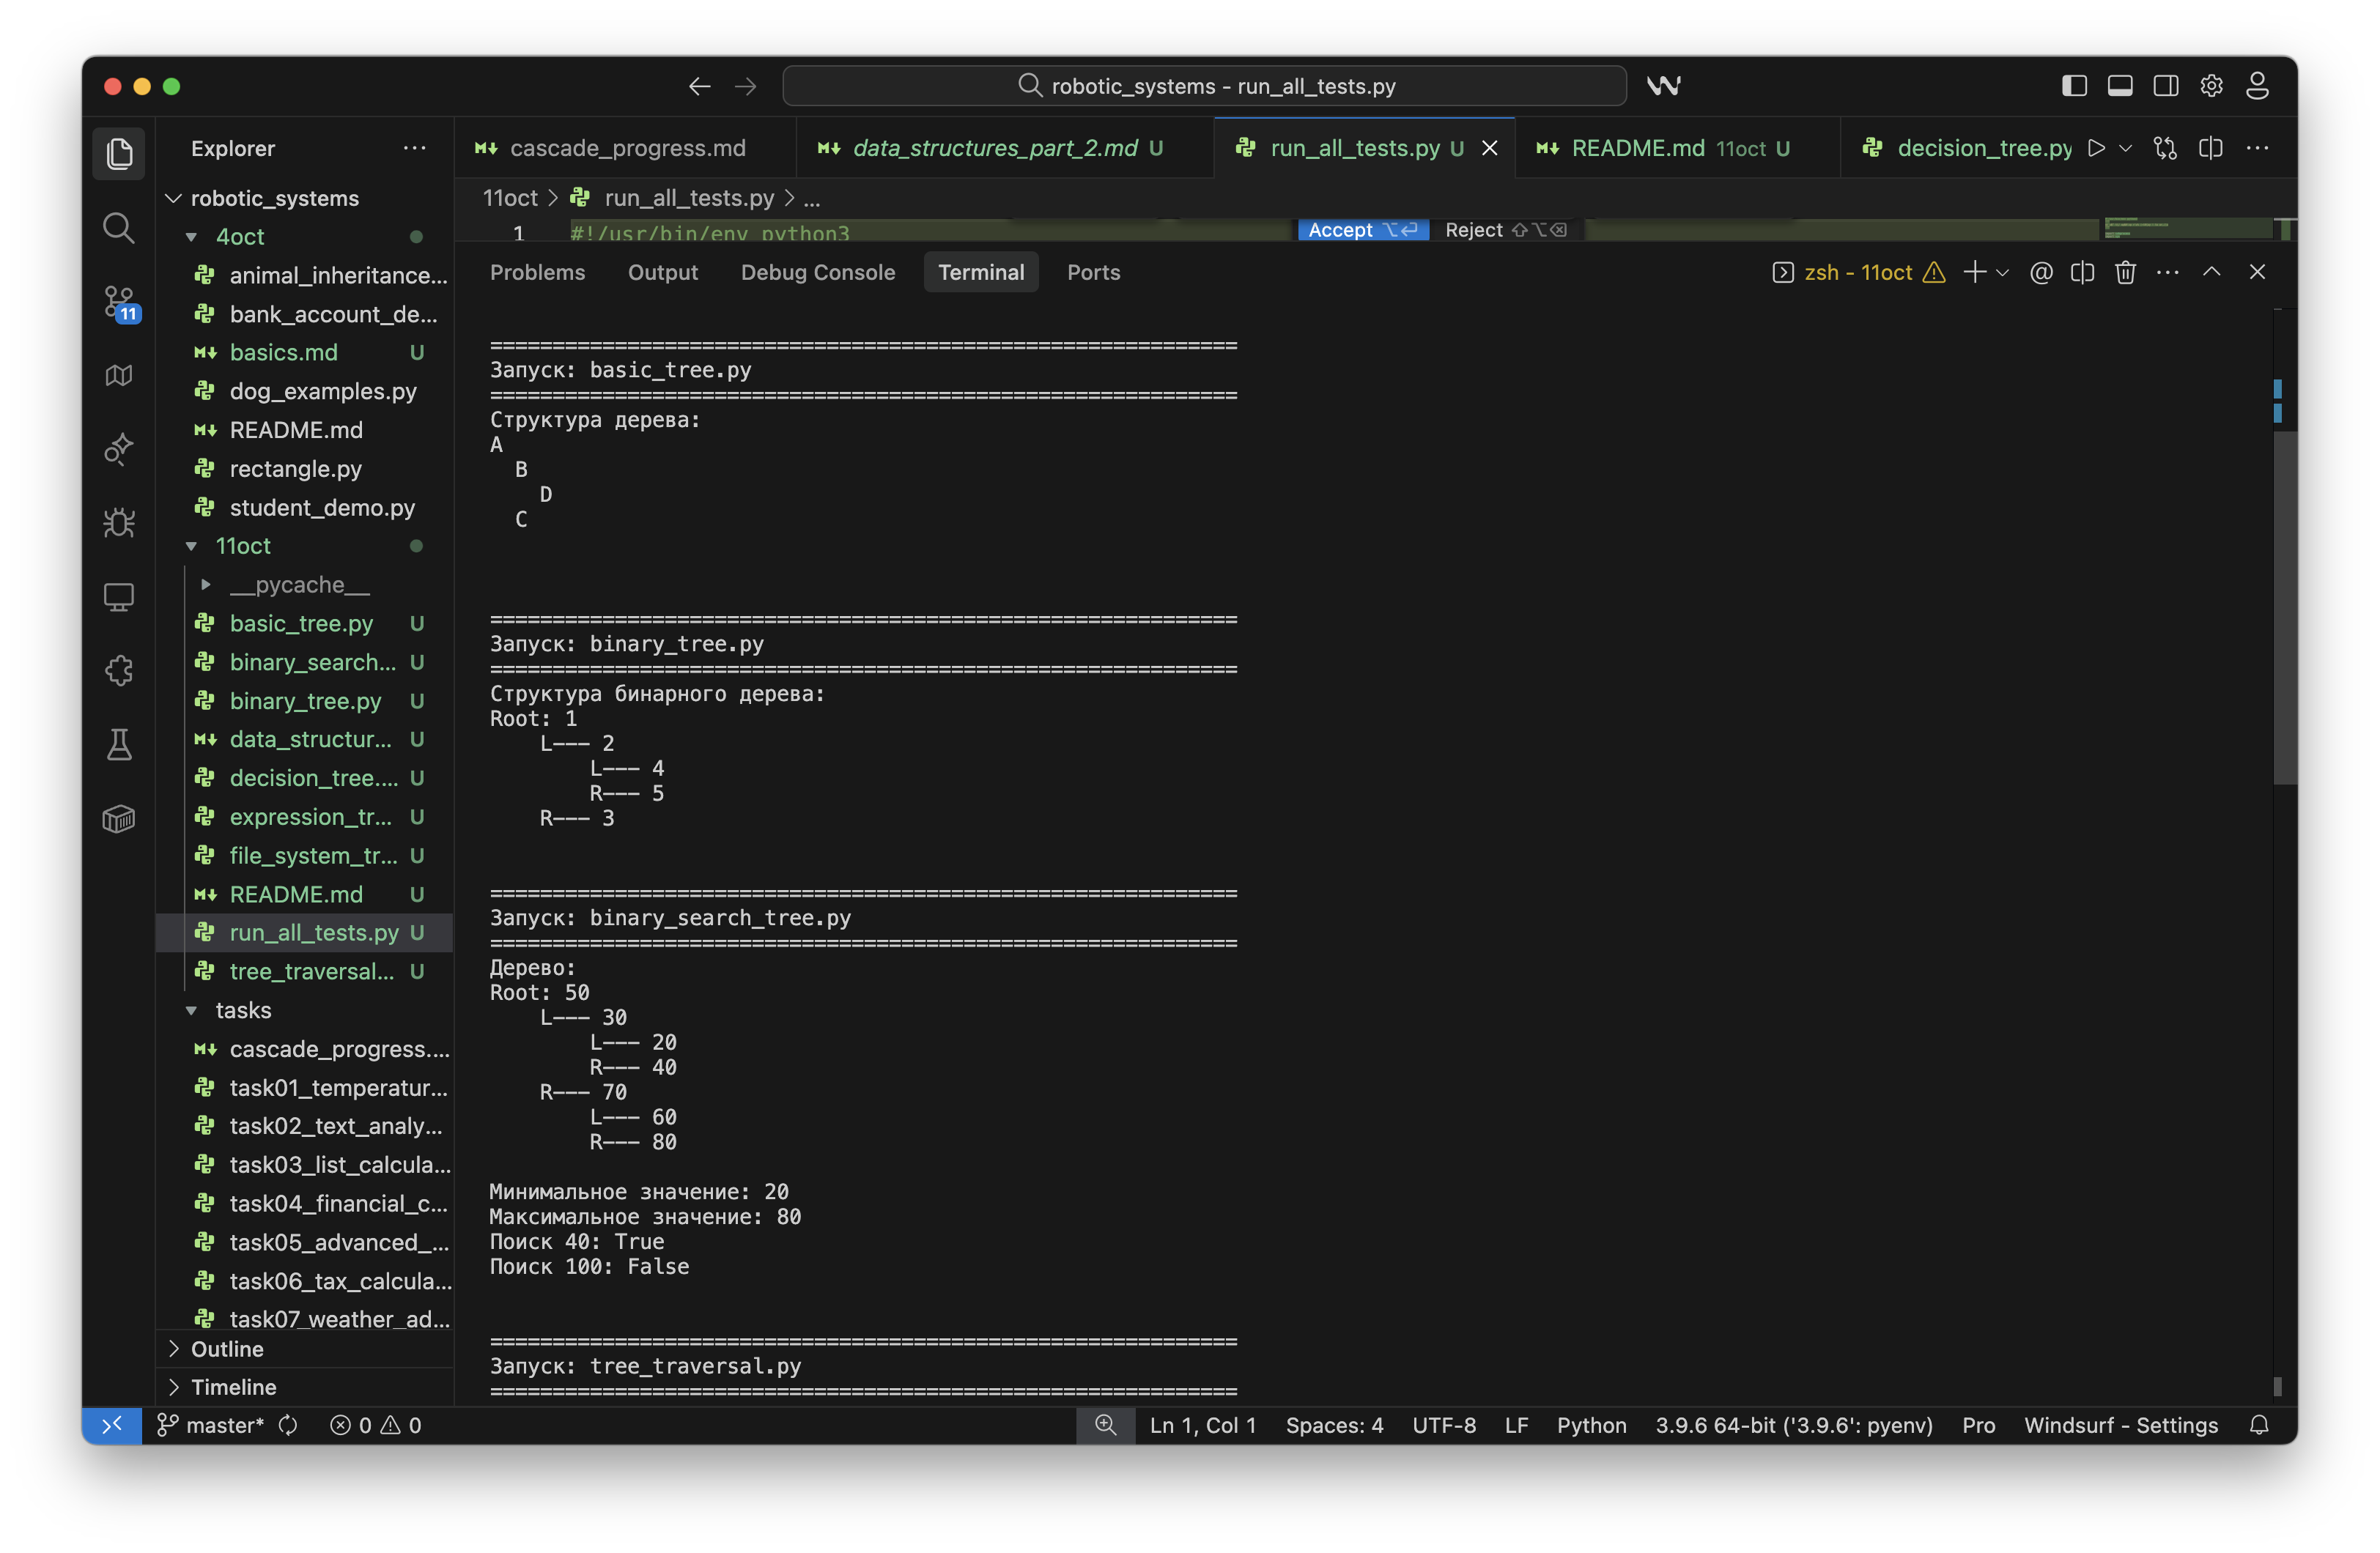 robotic_systems - run_all_tests.py
Explorer
robotic_systems
4oct
animal_inheritance...
bank_account_de...
basics.md U
dog_examples.py
README.md
rectangle.py
student_demo.py
11oct
__pycache__
basic_tree.py U
binary_search... U
binary_tree.py U
data_structur... U
decision_tree.... U
expression_tr... U
file_system_tr... U
README.md U
run_all_tests.py U
tree_traversal... U
tasks
cascade_progress....
task01_temperatur...
task02_text_analy...
task03_list_calcula...
task04_financial_c...
task05_advanced_...
task06_tax_calcula...
task07_weather_ad...
Outline
Timeline
11
cascade_progress.md
data_structures_part_2.md U
run_all_tests.py U
README.md 11oct U
decision_tree.py
11oct > run_all_tests.py > ...
1 #!/usr/bin/env python3
Accept ⌥⏎ Reject ⇧⌥⌫
Problems Output Debug Console Terminal Ports
zsh - 11oct
============================================================
Запуск: basic_tree.py
============================================================
Структура дерева:
A
  B
    D
  C
============================================================
Запуск: binary_tree.py
============================================================
Структура бинарного дерева:
Root: 1
    L--- 2
        L--- 4
        R--- 5
    R--- 3
============================================================
Запуск: binary_search_tree.py
============================================================
Дерево:
Root: 50
    L--- 30
        L--- 20
        R--- 40
    R--- 70
        L--- 60
        R--- 80
Минимальное значение: 20
Максимальное значение: 80
Поиск 40: True
Поиск 100: False
============================================================
Запуск: tree_traversal.py
============================================================
master* 0 0 Ln 1, Col 1 Spaces: 4 UTF-8 LF Python 3.9.6 64-bit ('3.9.6': pyenv) Pro Windsurf - Settings